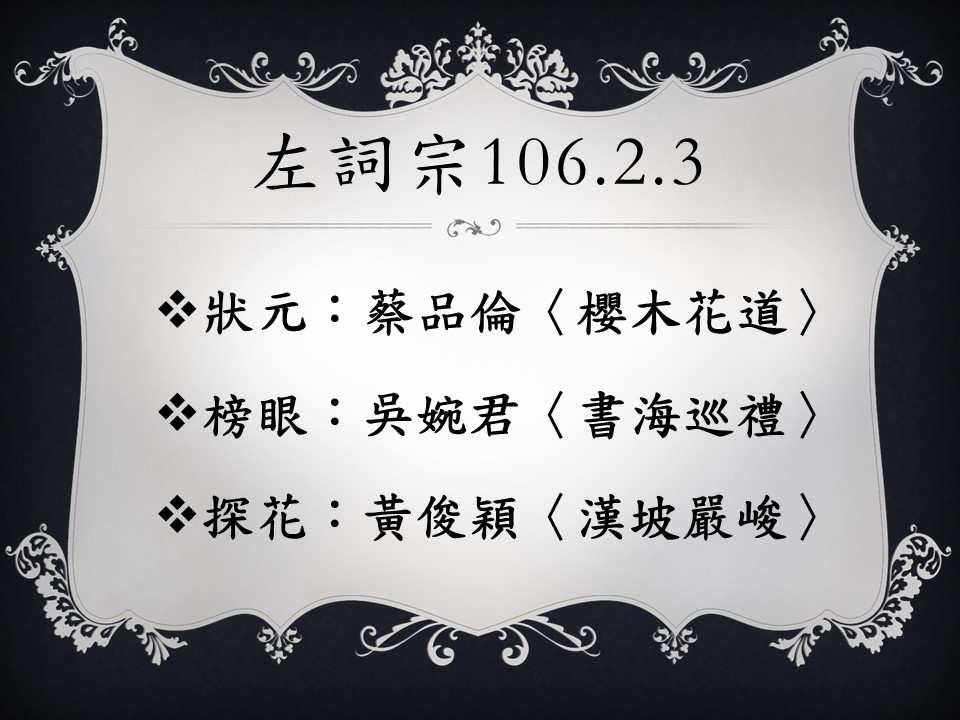 左詞宗106.2.3
❖狀元：蔡品倫〈櫻木花道〉
❖榜眼：吳婉君〈書海巡禮〉
❖探花：黃俊穎〈漢坡嚴峻〉